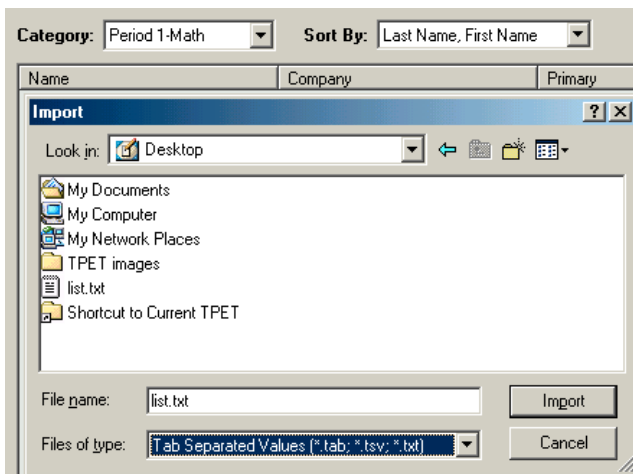 Category: Period 1-Math Sort By: Last Name, First Name
Name Company Primary
Import
Look in: Desktop
My Documents
My Computer
My Network Places
TPET images
list.txt
Shortcut to Current TPET
File name: list.txt Import
Files of type: Tab Separated Values (*.tab; *.tsv; *.txt) Cancel